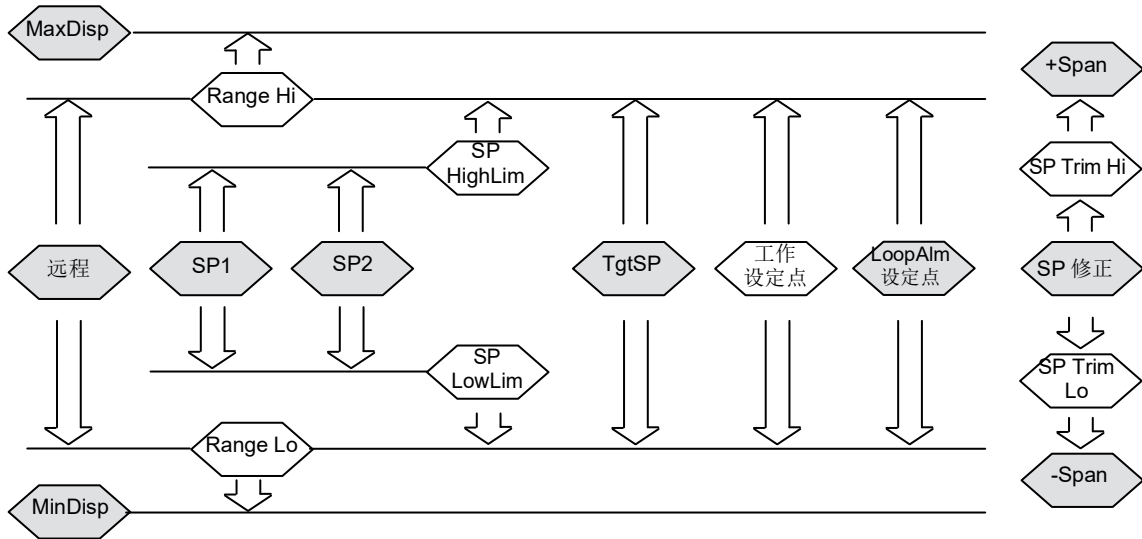 MaxDisp
+Span
Range Hi
SP
HighLim
SP Trim Hi
远程
SP1
SP2
TgtSP
工作
设定点
LoopAlm
设定点
SP 修正
SP
LowLim
SP Trim
Lo
Range Lo
-Span
MinDisp